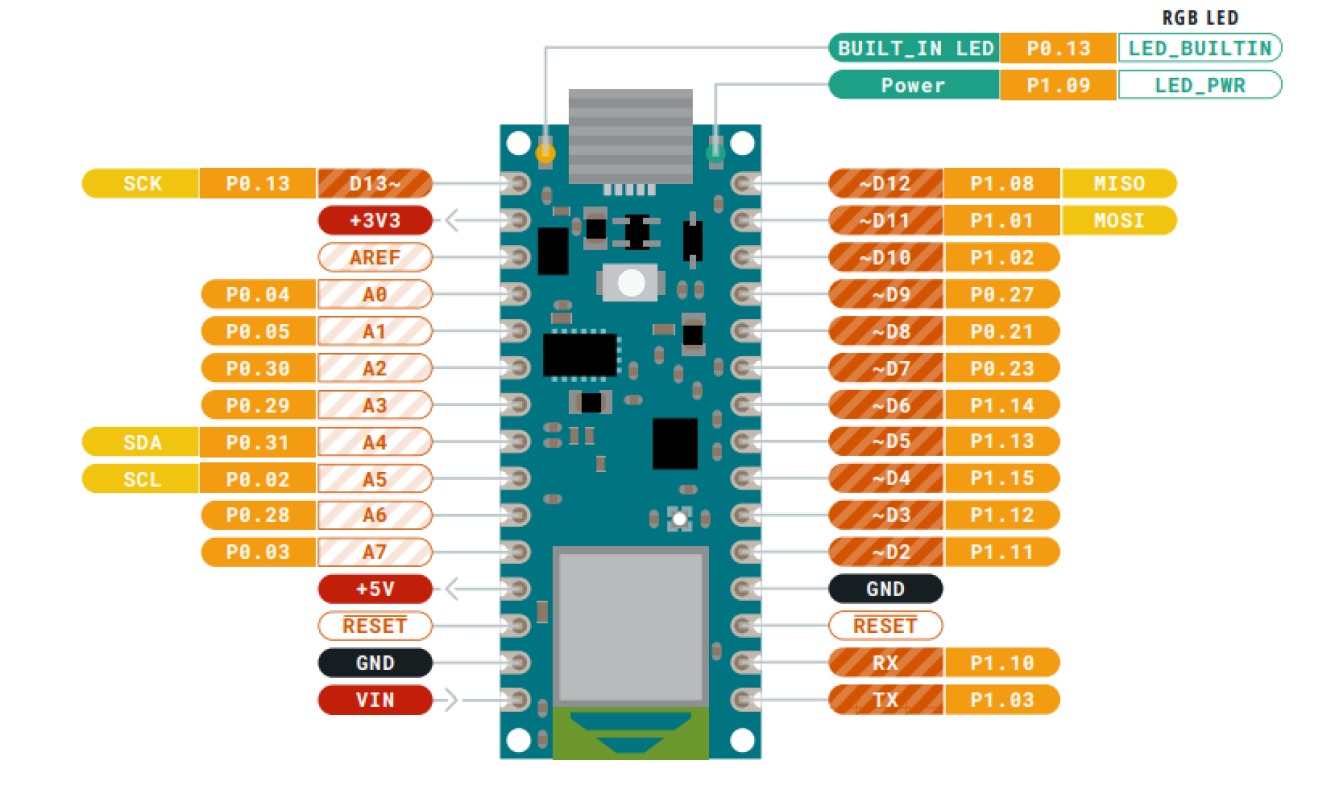 RGB LED
BUILT_IN LED P0.13 LED_BUILTIN
Power P1.09 LED_PWR
SCK P0.13 D13~ ~D12 P1.08 MISO
+3V3 ~D11 P1.01 MOSI
AREF ~D10 P1.02
P0.04 A0 ~D9 P0.27
P0.05 A1 ~D8 P0.21
P0.30 A2 ~D7 P0.23
P0.29 A3 ~D6 P1.14
SDA P0.31 A4 ~D5 P1.13
SCL P0.02 A5 ~D4 P1.15
P0.28 A6 ~D3 P1.12
P0.03 A7 ~D2 P1.11
+5V GND
RESET RESET
GND RX P1.10
VIN TX P1.03